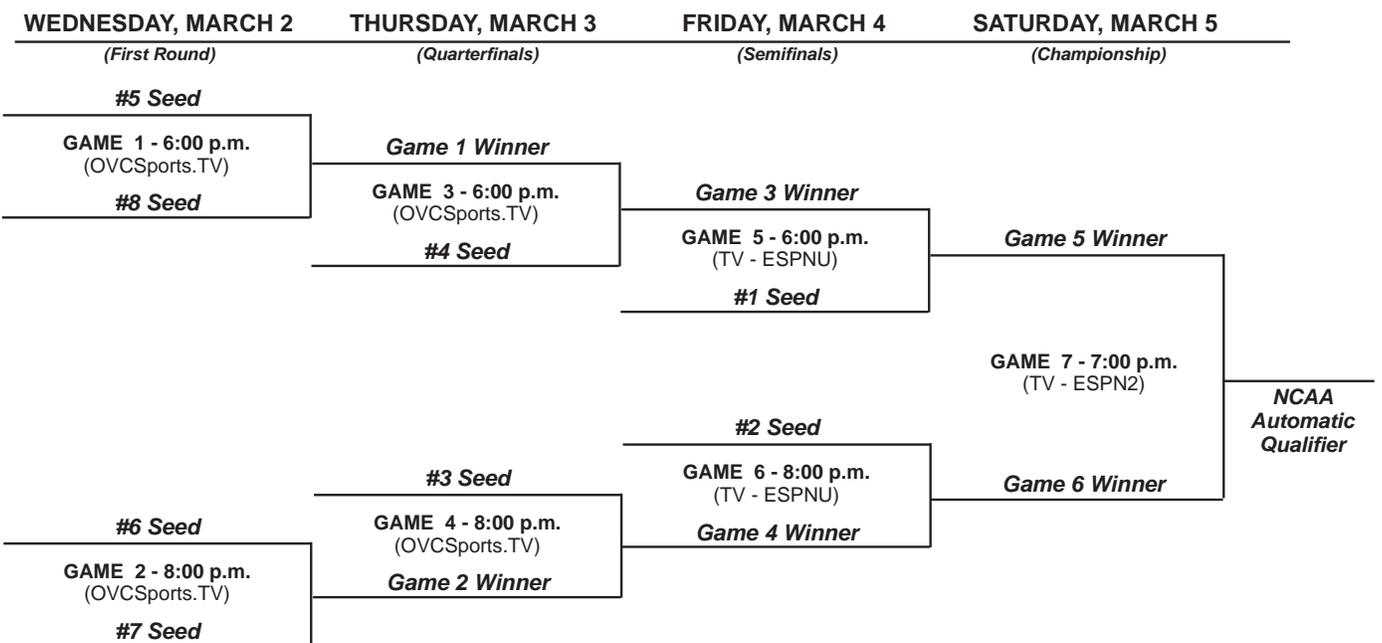 WEDNESDAY, MARCH 2
(First Round)
THURSDAY, MARCH 3
(Quarterfinals)
FRIDAY, MARCH 4
(Semifinals)
SATURDAY, MARCH 5
(Championship)
#5 Seed
GAME 1 - 6:00 p.m.
(OVCSports.TV)
#8 Seed
Game 1 Winner
GAME 3 - 6:00 p.m.
(OVCSports.TV)
#4 Seed
Game 3 Winner
GAME 5 - 6:00 p.m.
(TV - ESPNU)
#1 Seed
Game 5 Winner
GAME 7 - 7:00 p.m.
(TV - ESPN2)
Game 6 Winner
NCAA
Automatic
Qualifier
#2 Seed
GAME 6 - 8:00 p.m.
(TV - ESPNU)
Game 4 Winner
#3 Seed
GAME 4 - 8:00 p.m.
(OVCSports.TV)
Game 2 Winner
#6 Seed
GAME 2 - 8:00 p.m.
(OVCSports.TV)
#7 Seed